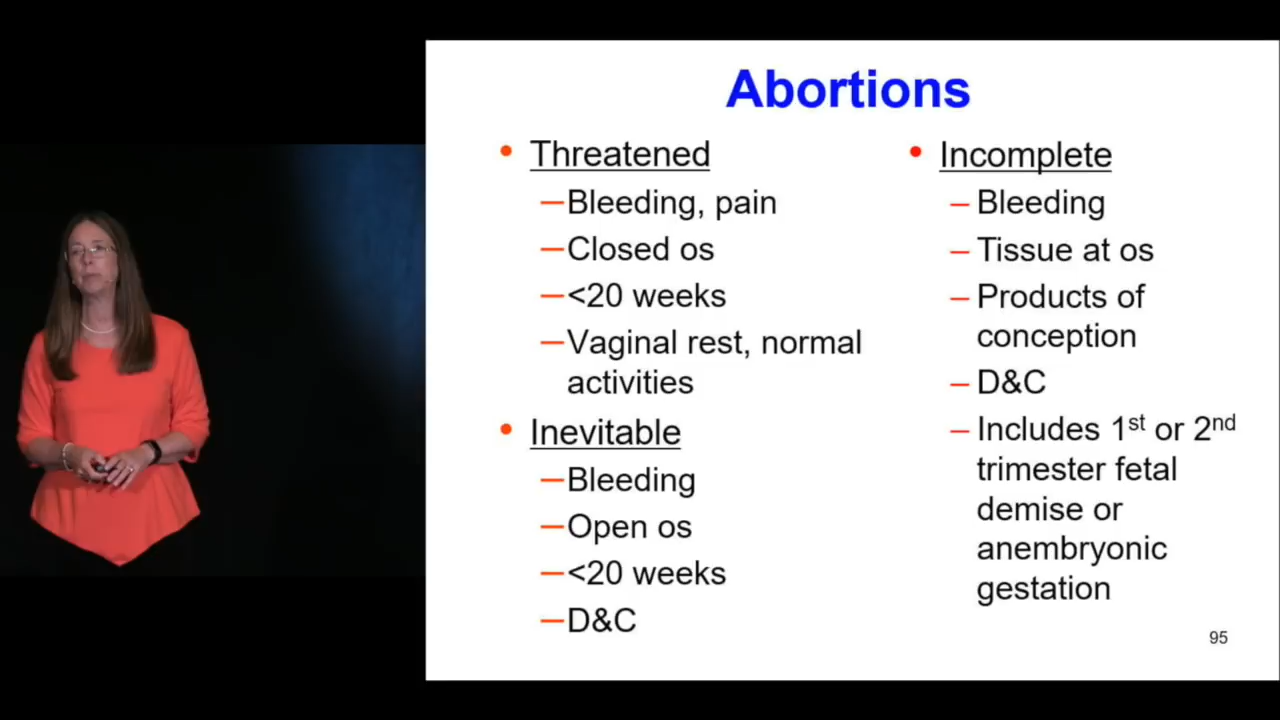 Abortions
• Threatened
–Bleeding, pain
–Closed os
–<20 weeks
–Vaginal rest, normal
activities
• Inevitable
–Bleeding
–Open os
–<20 weeks
–D&C
• Incomplete
– Bleeding
– Tissue at os
– Products of
conception
– D&C
– Includes 1st or 2nd
trimester fetal
demise or
anembryonic
gestation
95